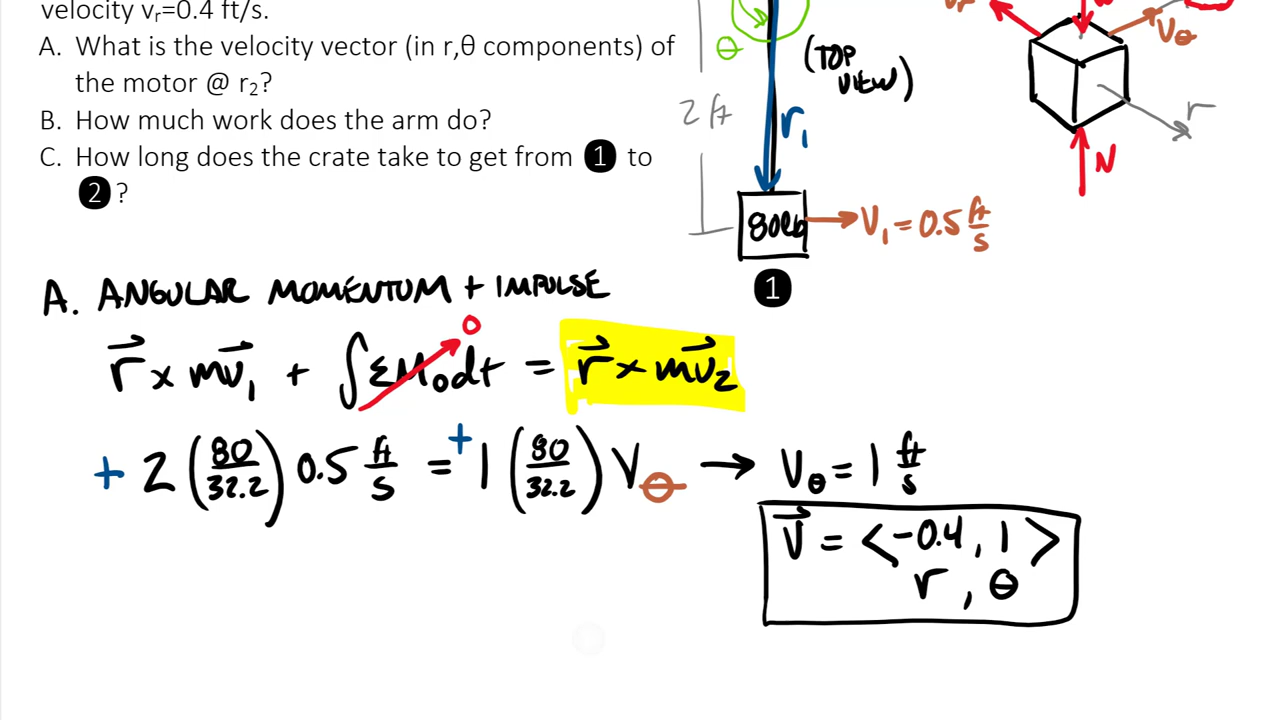 velocity vr=0.4 ft/s.
A. What is the velocity vector (in r,θ components) of
the motor @ r2?
B. How much work does the arm do?
C. How long does the crate take to get from 1 to
2 ?
θ
(TOP
VIEW)
2 ft
r1
80lb
V1 = 0.5 ft/s
1
Vθ
r
N
A. ANGULAR MOMENTUM + IMPULSE
r x mv1 + ∫ΣModt = r x mv2
0
+ 2 (80/32.2) 0.5 ft/s = + 1 (80/32.2) Vθ → Vθ = 1 ft/s
V = <-0.4, 1>
r, θ